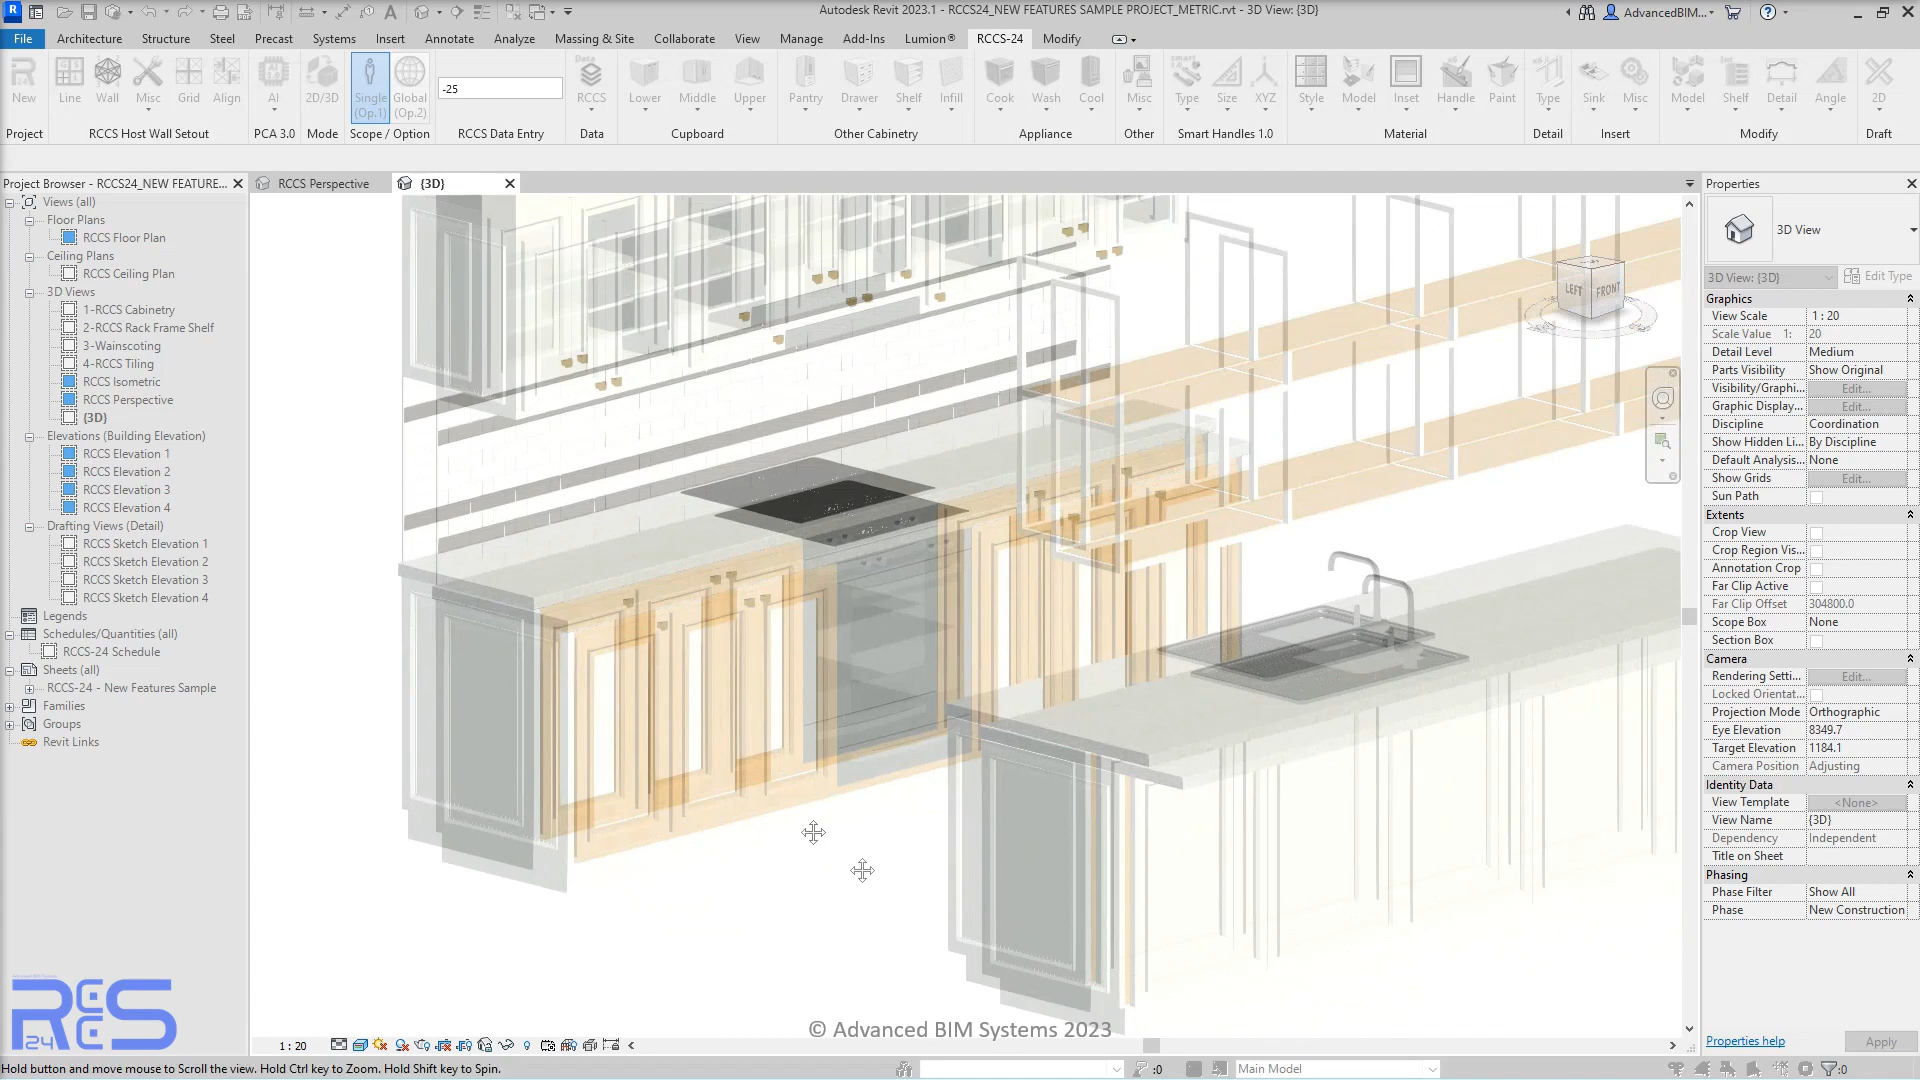 Autodesk Revit 2023.1 - RCCS24_NEW FEATURES SAMPLE PROJECT_METRIC.rvt - 3D View: {3D}
AdvancedBIM...
File
Architecture
Structure
Steel
Precast
Systems
Insert
Annotate
Analyze
Massing & Site
Collaborate
View
Manage
Add-Ins
Lumion®
RCCS-24
Modify
New
Line
Wall
Misc
Grid
Align
AI
2D/3D
Single
(Op.1)
Global
(Op.2)
-25
Data
RCCS
Lower
Middle
Upper
Pantry
Drawer
Shelf
Infill
Cook
Wash
Cool
Misc
Type
Size
XYZ
Style
Model
Inset
Handle
Paint
Type
Sink
Misc
Model
Shelf
Detail
Angle
2D
Project
RCCS Host Wall Setout
PCA 3.0
Mode
Scope / Option
RCCS Data Entry
Data
Cupboard
Other Cabinetry
Appliance
Other
Smart Handles 1.0
Material
Detail
Insert
Modify
Draft
Project Browser - RCCS24_NEW FEATURE...
Views (all)
Floor Plans
RCCS Floor Plan
Ceiling Plans
RCCS Ceiling Plan
3D Views
1-RCCS Cabinetry
2-RCCS Rack Frame Shelf
3-Wainscoting
4-RCCS Tiling
RCCS Isometric
RCCS Perspective
{3D}
Elevations (Building Elevation)
RCCS Elevation 1
RCCS Elevation 2
RCCS Elevation 3
RCCS Elevation 4
Drafting Views (Detail)
RCCS Sketch Elevation 1
RCCS Sketch Elevation 2
RCCS Sketch Elevation 3
RCCS Sketch Elevation 4
Legends
Schedules/Quantities (all)
RCCS-24 Schedule
Sheets (all)
RCCS-24 - New Features Sample
Families
Groups
Revit Links
RCCS Perspective
{3D}
LEFT
FRONT
Properties
3D View
3D View: {3D}
Edit Type
Graphics
View Scale 1 : 20
Scale Value 1: 20
Detail Level Medium
Parts Visibility Show Original
Visibility/Graphi... Edit...
Graphic Display... Edit...
Discipline Coordination
Show Hidden Li... By Discipline
Default Analysis... None
Show Grids Edit...
Sun Path
Extents
Crop View
Crop Region Vis...
Annotation Crop
Far Clip Active
Far Clip Offset 304800.0
Scope Box None
Section Box
Camera
Rendering Setti... Edit...
Locked Orientat...
Projection Mode Orthographic
Eye Elevation 8349.7
Target Elevation 1184.1
Camera Position Adjusting
Identity Data
View Template <None>
View Name {3D}
Dependency Independent
Title on Sheet
Phasing
Phase Filter Show All
Phase New Construction
Properties help
Apply
RCCS
24
© Advanced BIM Systems 2023
1 : 20
Hold button and move mouse to Scroll the view. Hold Ctrl key to Zoom. Hold Shift key to Spin.
:0
Main Model
:0